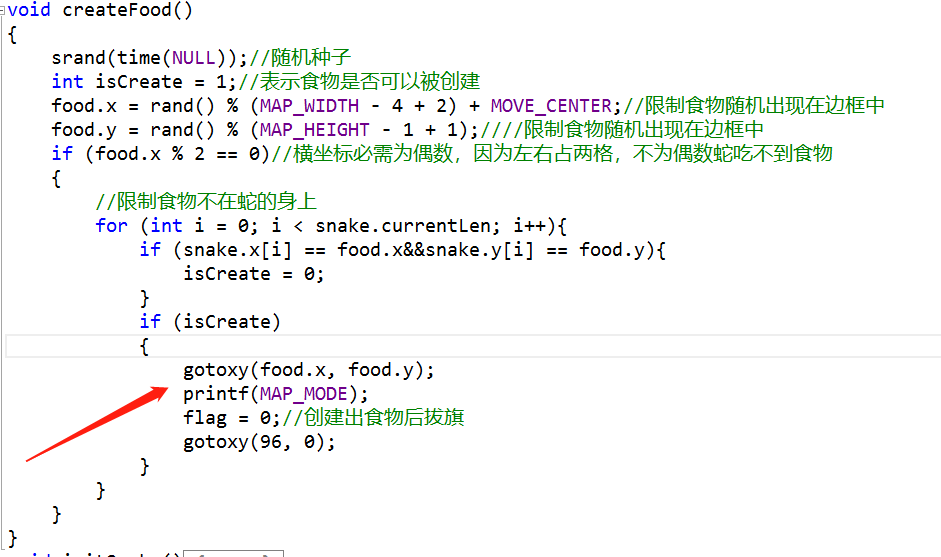 void createFood()
{
srand(time(NULL));//随机种子
int isCreate = 1;//表示食物是否可以被创建
food.x = rand() % (MAP_WIDTH - 4 + 2) + MOVE_CENTER;//限制食物随机出现在边框中
food.y = rand() % (MAP_HEIGHT - 1 + 1);////限制食物随机出现在边框中
if (food.x % 2 == 0)//横坐标必需为偶数，因为左右占两格，不为偶数蛇吃不到食物
{
//限制食物不在蛇的身上
for (int i = 0; i < snake.currentLen; i++){
if (snake.x[i] == food.x&&snake.y[i] == food.y){
isCreate = 0;
}
if (isCreate)
{
gotoxy(food.x, food.y);
printf(MAP_MODE);
flag = 0;//创建出食物后拔旗
gotoxy(96, 0);
}
}
}
}